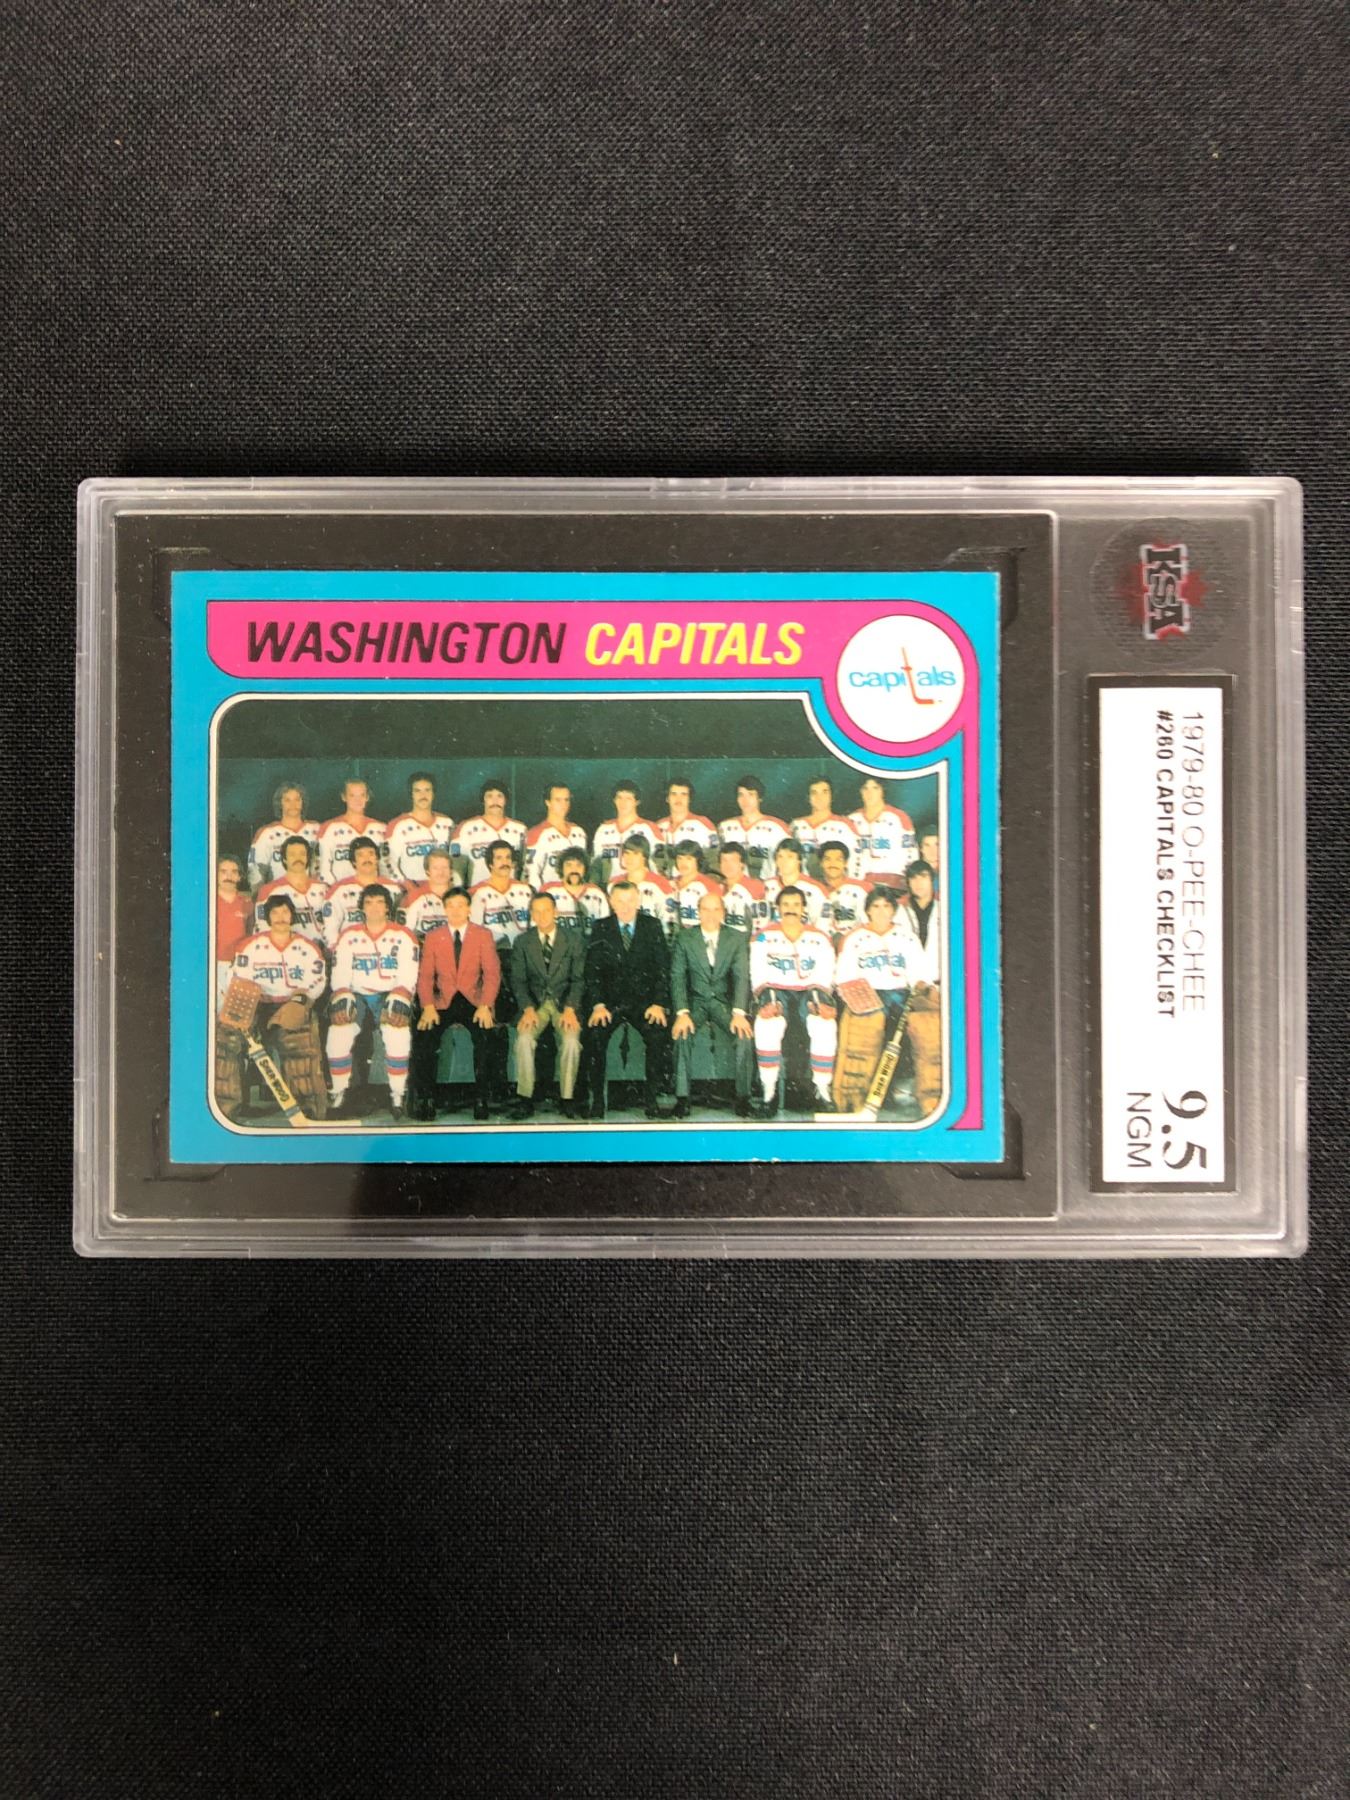 WASHINGTON CAPITALS
capitals
KSA
1979-80 O-PEE-CHEE
#260 CAPITALS CHECKLIST
9.5
NGM